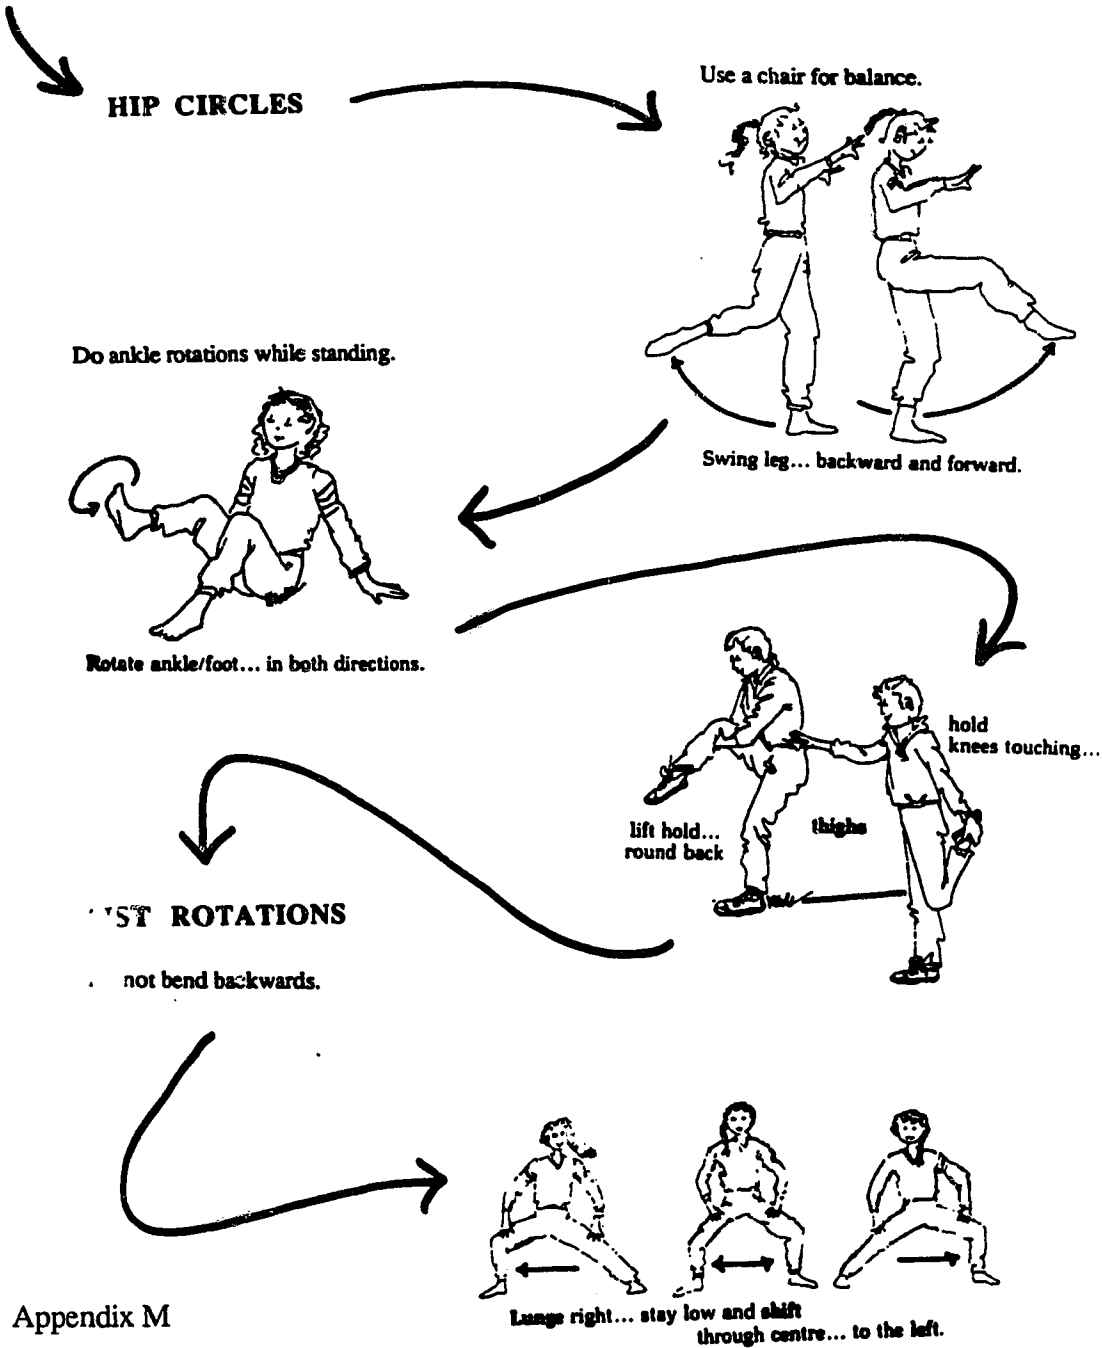 HIP CIRCLES
Use a chair for balance.
Swing leg... backward and forward.
Do ankle rotations while standing.
Rotate ankle/foot... in both directions.
hold
knees touching...
lift hold...
round back
thighs
ROTATIONS
not bend backwards.
Lunge right... stay low and shift
through centre... to the left.
Appendix M